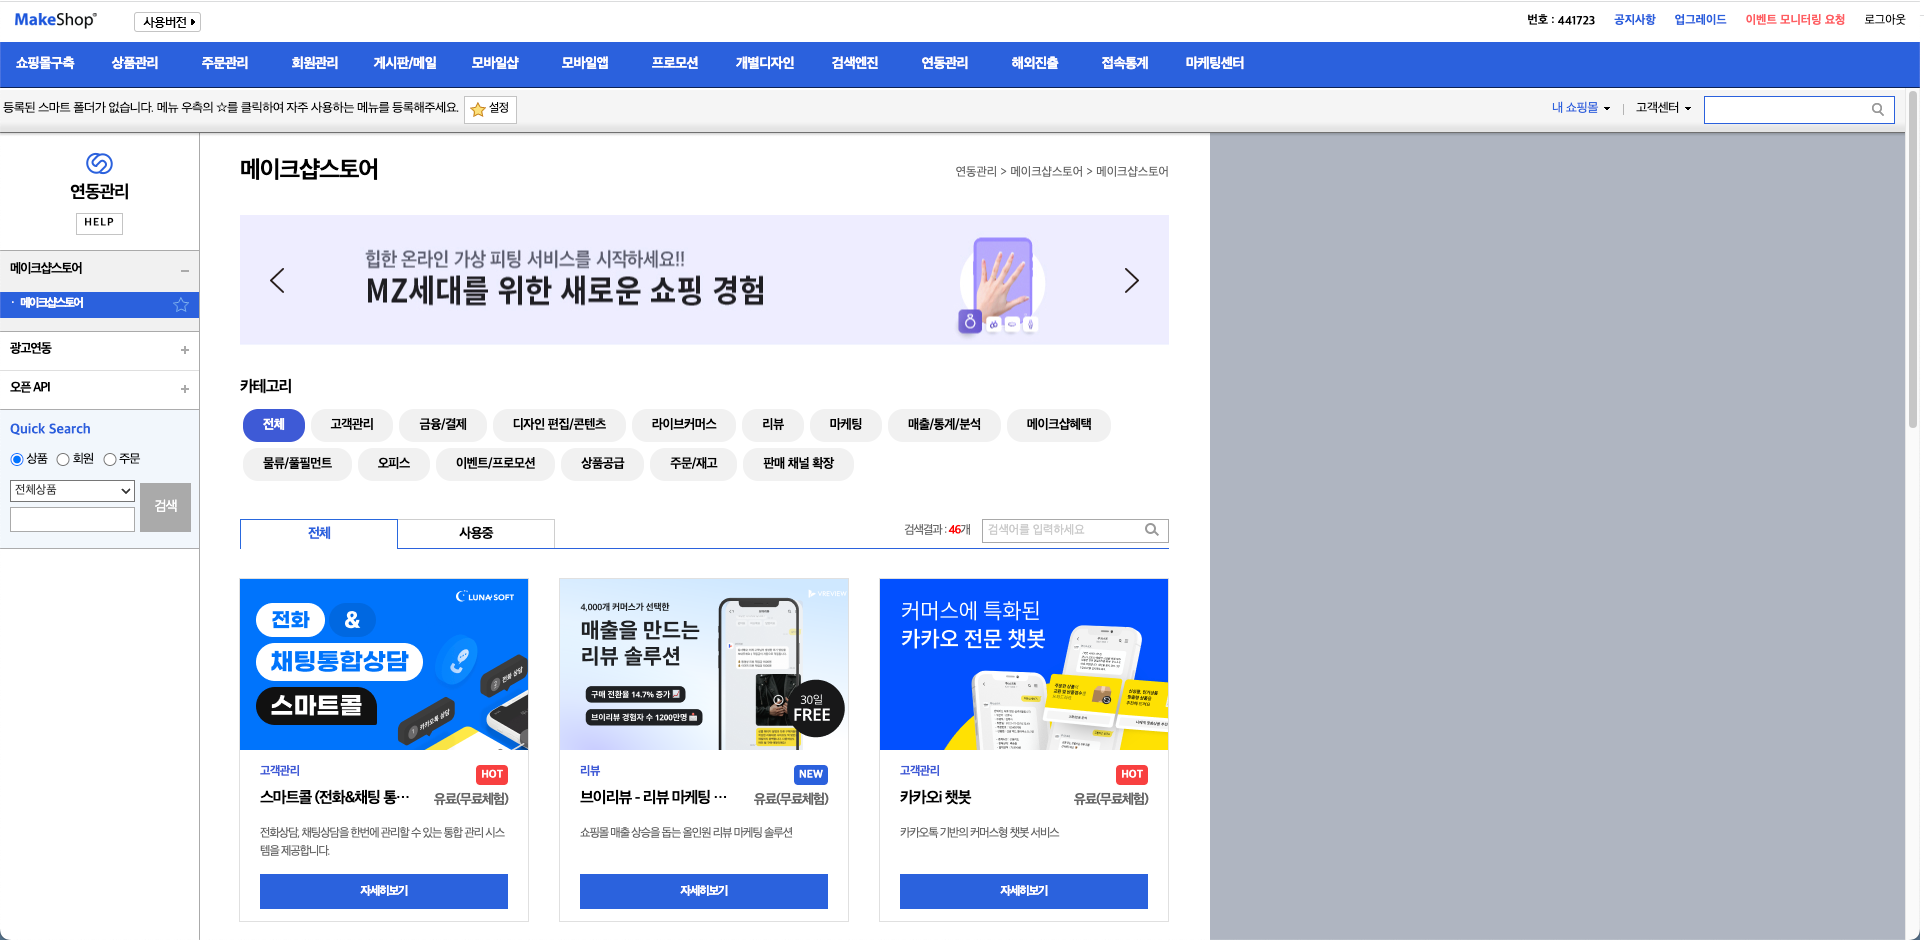 MakeShop
사용버전
번호 : 441723
공지사항
업그레이드
이벤트 모니터링 요청
로그아웃
쇼핑몰구축
상품관리
주문관리
회원관리
게시판/메일
모바일샵
모바일앱
프로모션
개별디자인
검색엔진
연동관리
해외진출
접속통계
마케팅센터
등록된 스마트 폴더가 없습니다. 메뉴 우측의 ☆를 클릭하여 자주 사용하는 메뉴를 등록해주세요.
설정
내 쇼핑몰
고객센터
연동관리
HELP
메이크샵스토어
· 메이크샵스토어
광고연동
오픈 API
Quick Search
상품 회원 주문
전체상품
검색
메이크샵스토어
연동관리 > 메이크샵스토어 > 메이크샵스토어
힙한 온라인 가상 피팅 서비스를 시작하세요!!
MZ세대를 위한 새로운 쇼핑 경험
카테고리
전체
고객관리
금융/결제
디자인 편집/콘텐츠
라이브커머스
리뷰
마케팅
매출/통계/분석
메이크샵혜택
물류/풀필먼트
오피스
이벤트/프로모션
상품공급
주문/재고
판매 채널 확장
전체
사용중
검색결과 : 46개
검색어를 입력하세요
LUNA SOFT
전화 &
채팅통합상담
스마트콜
전화 상담
카카오톡 상담
고객관리
HOT
스마트콜 (전화&채팅 통···
유료(무료체험)
전화상담, 채팅상담을 한번에 관리할 수 있는 통합 관리 시스
템을 제공합니다.
자세히보기
VREVIEW
4,000개 커머스가 선택한
매출을 만드는
리뷰 솔루션
구매 전환율 14.7% 증가
브이리뷰 경험자 수 1200만명
30일
FREE
리뷰
NEW
브이리뷰 - 리뷰 마케팅 ···
유료(무료체험)
쇼핑몰 매출 상승을 돕는 올인원 리뷰 마케팅 솔루션
자세히보기
커머스에 특화된
카카오 전문 챗봇
고객관리
HOT
카카오i 챗봇
유료(무료체험)
카카오톡 기반의 커머스형 챗봇 서비스
자세히보기